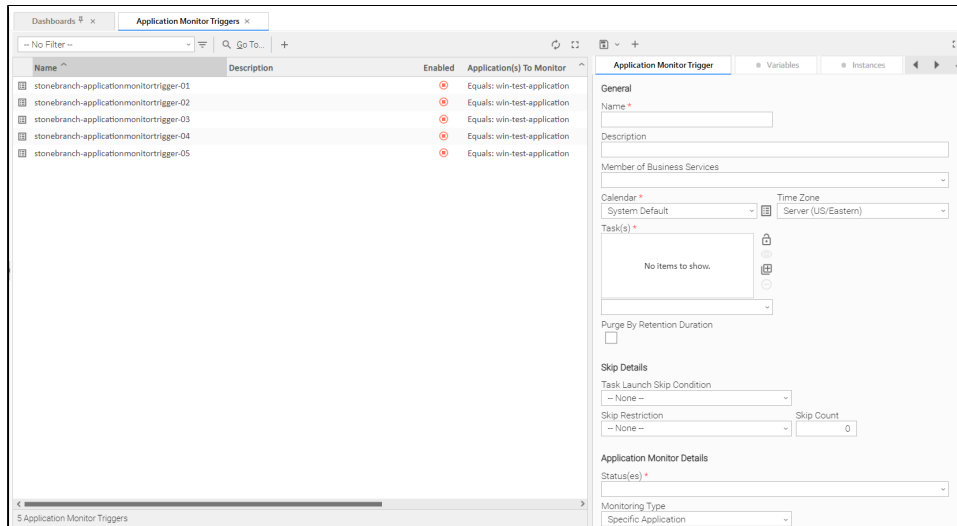 Dashboards
Application Monitor Triggers
-- No Filter --
Go To...
Name Description Enabled Application(s) To Monitor
stonebranch-applicationmonitortrigger-01 Equals: win-test-application
stonebranch-applicationmonitortrigger-02 Equals: win-test-application
stonebranch-applicationmonitortrigger-03 Equals: win-test-application
stonebranch-applicationmonitortrigger-04 Equals: win-test-application
stonebranch-applicationmonitortrigger-05 Equals: win-test-application
5 Application Monitor Triggers
Application Monitor Trigger Variables Instances
General
Name *
Description
Member of Business Services
Calendar * Time Zone
System Default Server (US/Eastern)
Task(s) *
No items to show.
Purge By Retention Duration
Skip Details
Task Launch Skip Condition
-- None --
Skip Restriction Skip Count
-- None -- 0
Application Monitor Details
Status(es) *
Monitoring Type
Specific Application